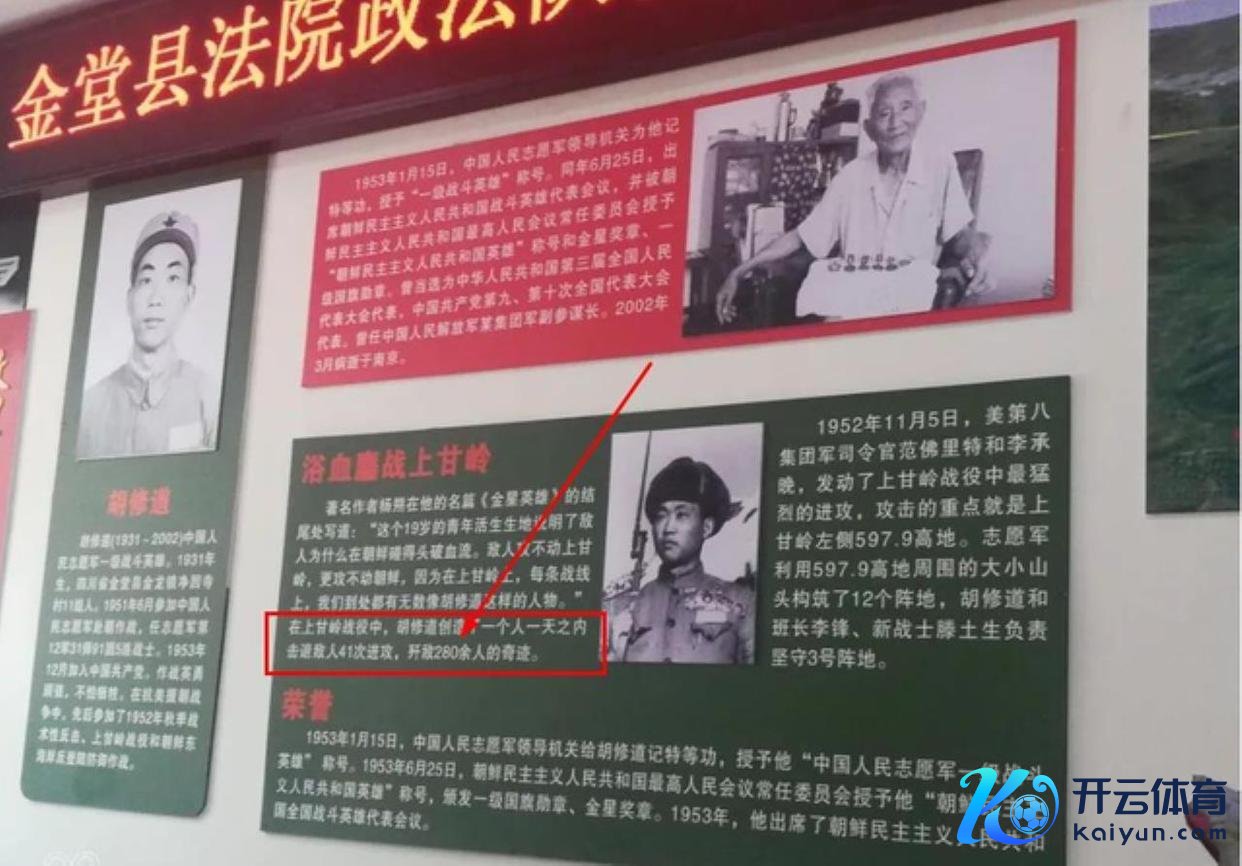 金堂县法院政法队
1953年1月15日，中国人民志愿军领导机关为他记
特等功，授予“一级战斗英雄”称号。同年6月25日，出
席朝鲜民主主义人民共和国战斗英雄代表会议，并被朝
鲜民主主义人民共和国最高人民会议常任委员会授予
“朝鲜民主主义人民共和国英雄”称号和金星奖章、一
级国旗勋章。曾当选为中华人民共和国第三届全国人民
代表大会代表，中国共产党第九、第十次全国代表大会
代表。曾任中国人民解放军某集团军副参谋长。2002年
3月病逝于南京。
胡修道
胡修道(1931-2002)中国人
民志愿军一级战斗英雄。1931年
生，四川省金堂县金龙镇净因寺
村11组人。1951年6月参加中国人
民志愿军赴朝作战，任志愿军第
12军31师91团5连战士。1953年
12月加入中国共产党。作战英勇
顽强，不怕牺牲。在抗美援朝战
争中，先后参加了1952年秋季战
术性反击、上甘岭战役和朝鲜东
海岸反登陆防御作战。
浴血鏖战上甘岭
著名作者杨朔在他的名篇《金星英雄》的结
尾处写道：“这个19岁的青年活生生地说明了敌
人为什么在朝鲜碰得头破血流。敌人攻不动上甘
岭，更攻不动朝鲜，因为在上甘岭上，每条战线
上，我们到处都有无数像胡修道这样的人物。”
在上甘岭战役中，胡修道创造了一个人一天之内
击退敌人41次进攻，歼敌280余人的奇迹。
1952年11月5日，美第八
集团军司令官范佛里特和李承
晚，发动了上甘岭战役中最猛
烈的进攻，攻击的重点就是上
甘岭左侧597.9高地。志愿军
利用597.9高地周围的大小山
头构筑了12个阵地，胡修道和
班长李锋、新战士滕土生负责
坚守3号阵地。
荣誉
1953年1月15日，中国人民志愿军领导机关给胡修道记特等功，授予他“中国人民志愿军一级战斗
英雄”称号。1953年6月25日，朝鲜民主主义人民共和国最高人民会议常任委员会授予他“朝鲜民主主
义人民共和国英雄”称号，颁发一级国旗勋章、金星奖章。1953年，他出席了朝鲜民主主义人民共和
国全国战斗英雄代表会议。
开云体育
kaiyun.com